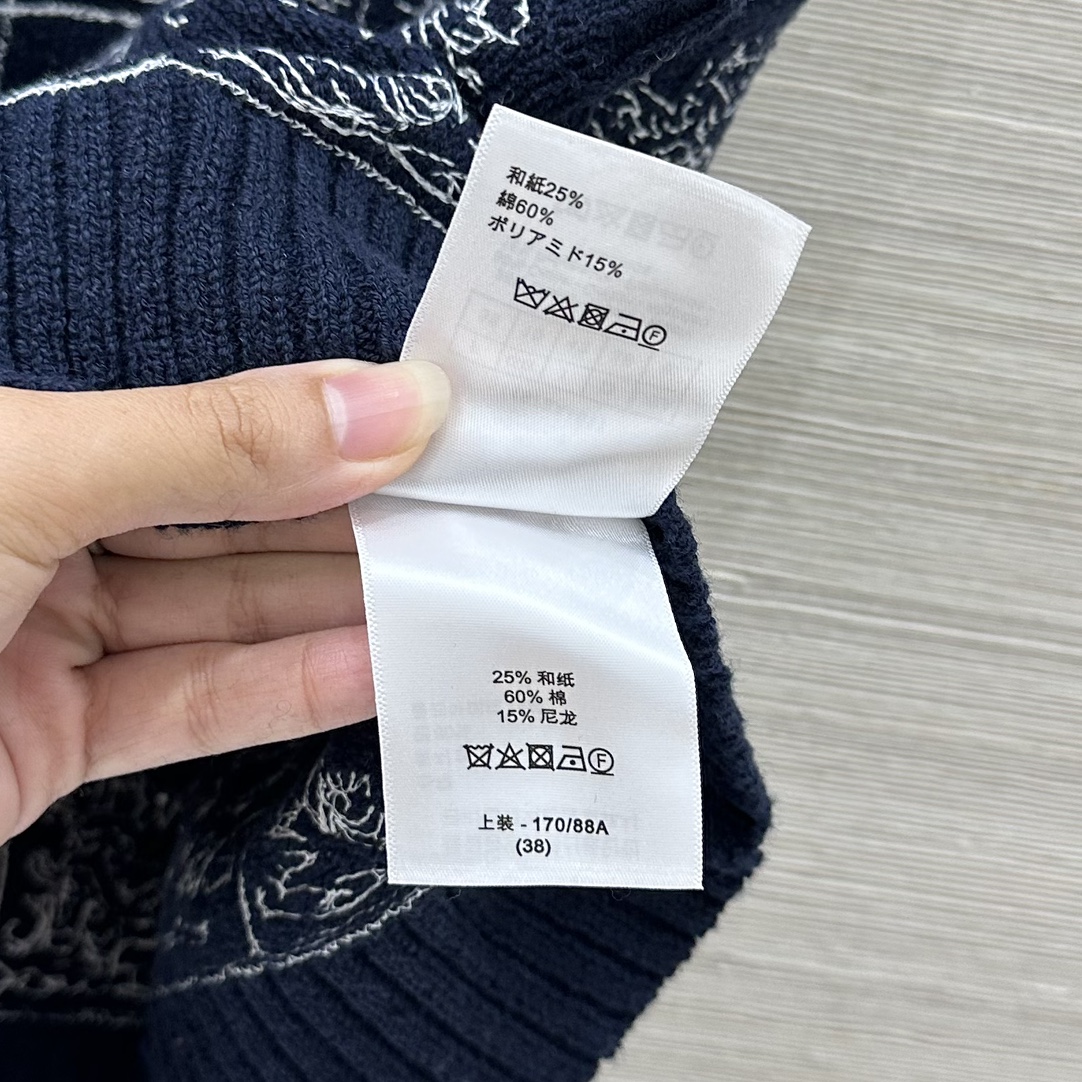 和紙25%
綿60%
ポリアミド15%
F
25% 和纸
60% 棉
15% 尼龙
F
上装 - 170/88A
(38)